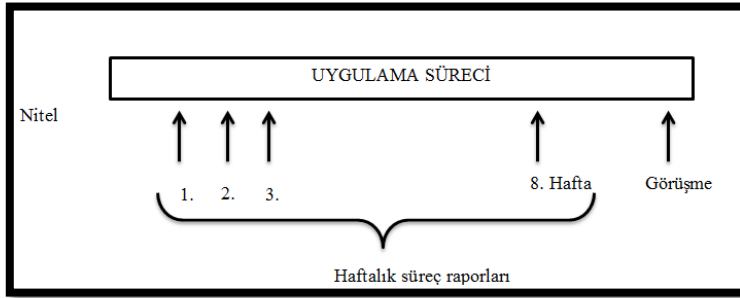 UYGULAMA SÜRECİ
Nitel
1. 2. 3. 8. Hafta Görüşme
Haftalık süreç raporları